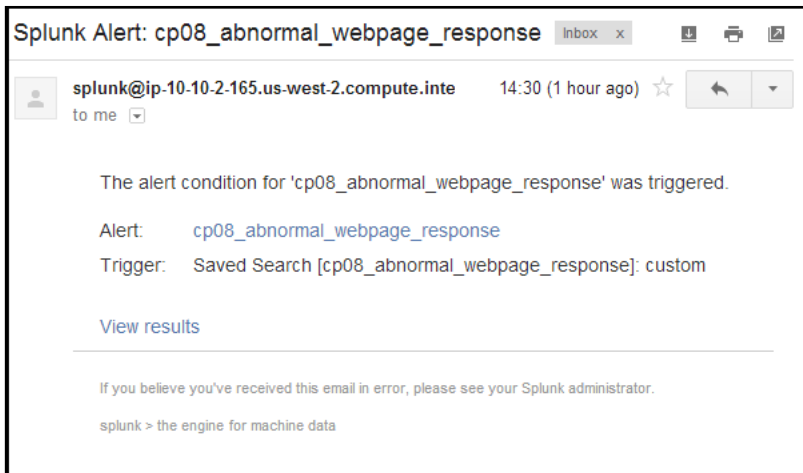 Splunk Alert: cp08_abnormal_webpage_response Inbox x
splunk@ip-10-10-2-165.us-west-2.compute.inte 14:30 (1 hour ago)
to me
The alert condition for 'cp08_abnormal_webpage_response' was triggered.
Alert: cp08_abnormal_webpage_response
Trigger: Saved Search [cp08_abnormal_webpage_response]: custom
View results
If you believe you've received this email in error, please see your Splunk administrator.
splunk > the engine for machine data